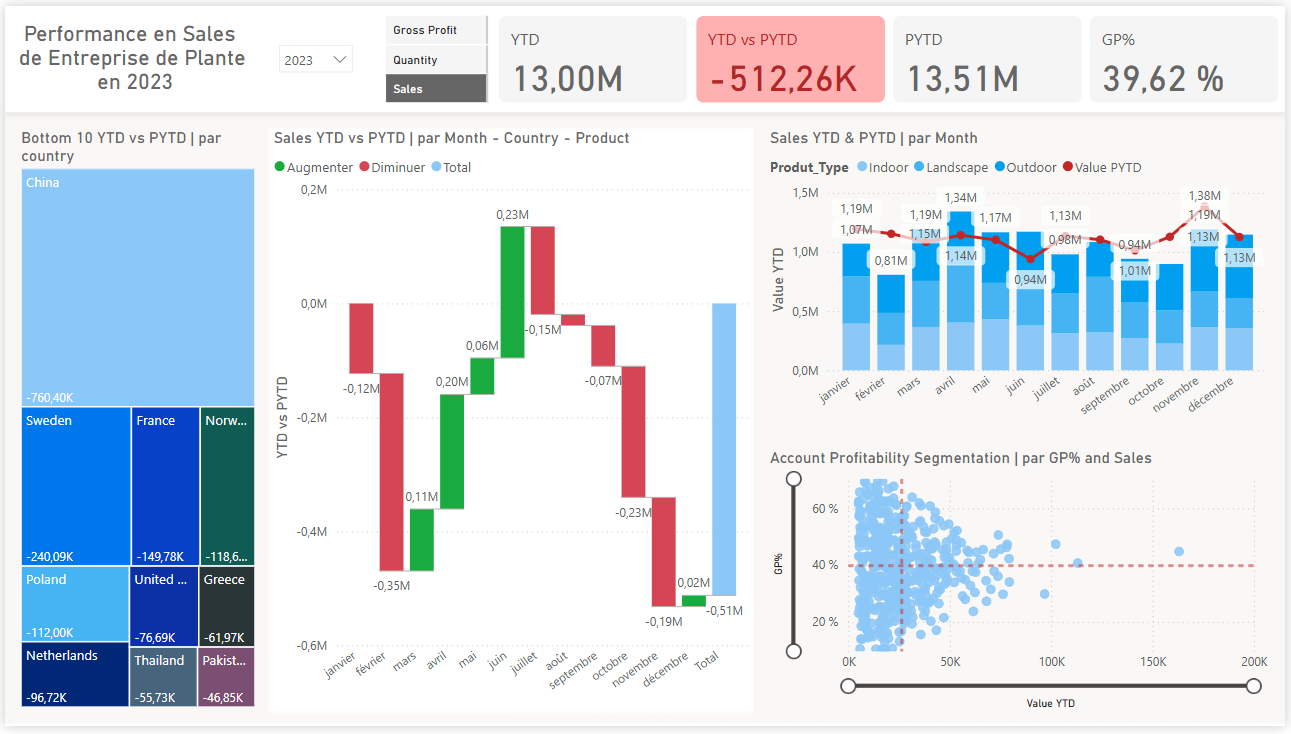 Performance en Sales
de Entreprise de Plante
en 2023
2023
Gross Profit
Quantity
Sales
YTD
13,00M
YTD vs PYTD
-512,26K
PYTD
13,51M
GP%
39,62 %
Bottom 10 YTD vs PYTD | par
country
China
-760,40K
Sweden
-240,09K
France
-149,78K
Norw...
-118,6...
Poland
-112,00K
United ...
-76,69K
Greece
-61,97K
Netherlands
-96,72K
Thailand
-55,73K
Pakist...
-46,85K
Sales YTD vs PYTD | par Month - Country - Product
Augmenter Diminuer Total
YTD vs PYTD
0,2M
0,0M
-0,2M
-0,4M
-0,6M
-0,12M
-0,35M
0,11M
0,20M
0,06M
0,23M
-0,15M
-0,07M
-0,23M
-0,19M
0,02M
-0,51M
janvier
février
mars
avril
mai
juin
juillet
août
septembre
octobre
novembre
décembre
Total
Sales YTD & PYTD | par Month
Produt_Type Indoor Landscape Outdoor Value PYTD
Value YTD
1,5M
1,0M
0,5M
0,0M
1,19M
1,07M
0,81M
1,19M
1,15M
1,34M
1,14M
1,17M
0,94M
1,13M
0,98M
0,94M
1,01M
1,38M
1,19M
1,13M
1,13M
janvier
février
mars
avril
mai
juin
juillet
août
septembre
octobre
novembre
décembre
Account Profitability Segmentation | par GP% and Sales
GP%
60 %
40 %
20 %
0K
50K
100K
150K
200K
Value YTD